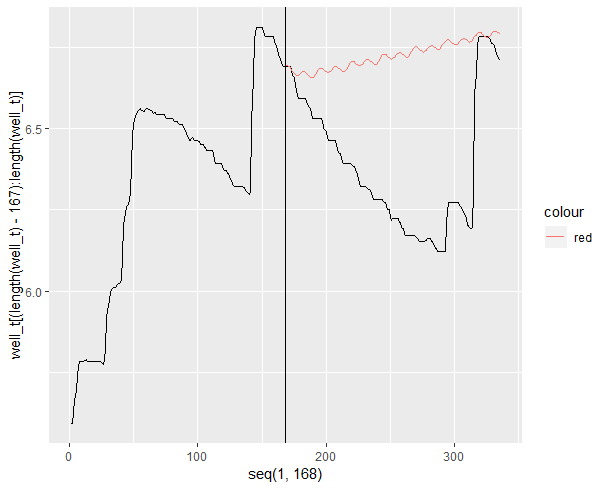 well_t[(length(well_t) - 167):length(well_t)]
6.5
6.0
0
100
200
300
seq(1, 168)
colour
red